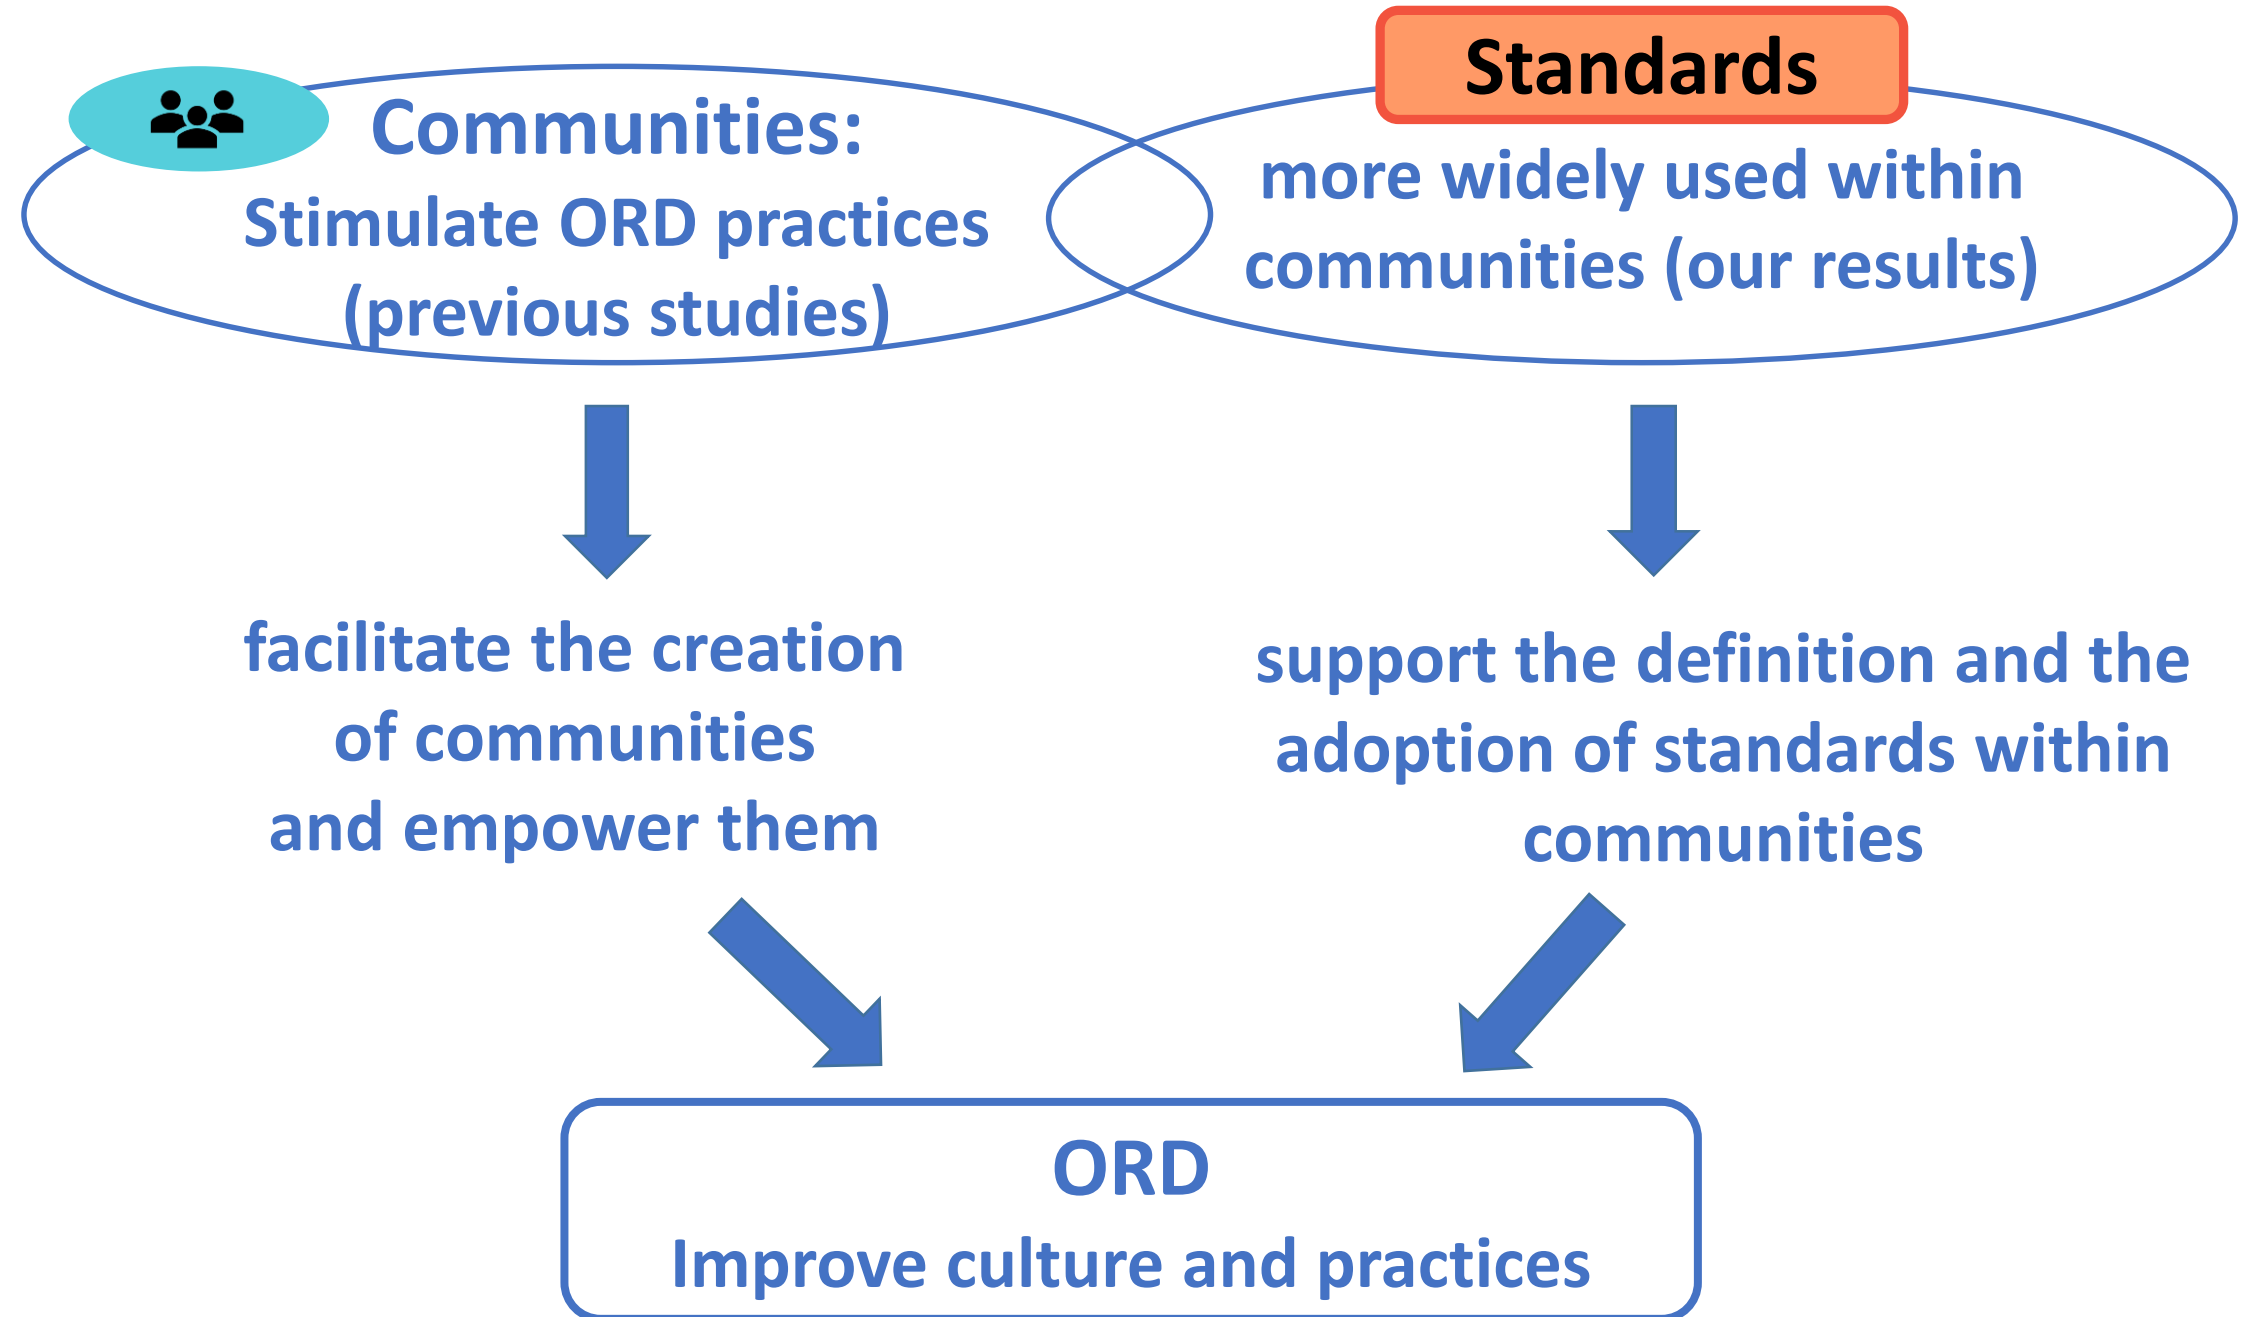 Communities:
Stimulate ORD practices
(previous studies)
Standards
more widely used within
communities (our results)
facilitate the creation
of communities
and empower them
support the definition and the
adoption of standards within
communities
ORD
Improve culture and practices